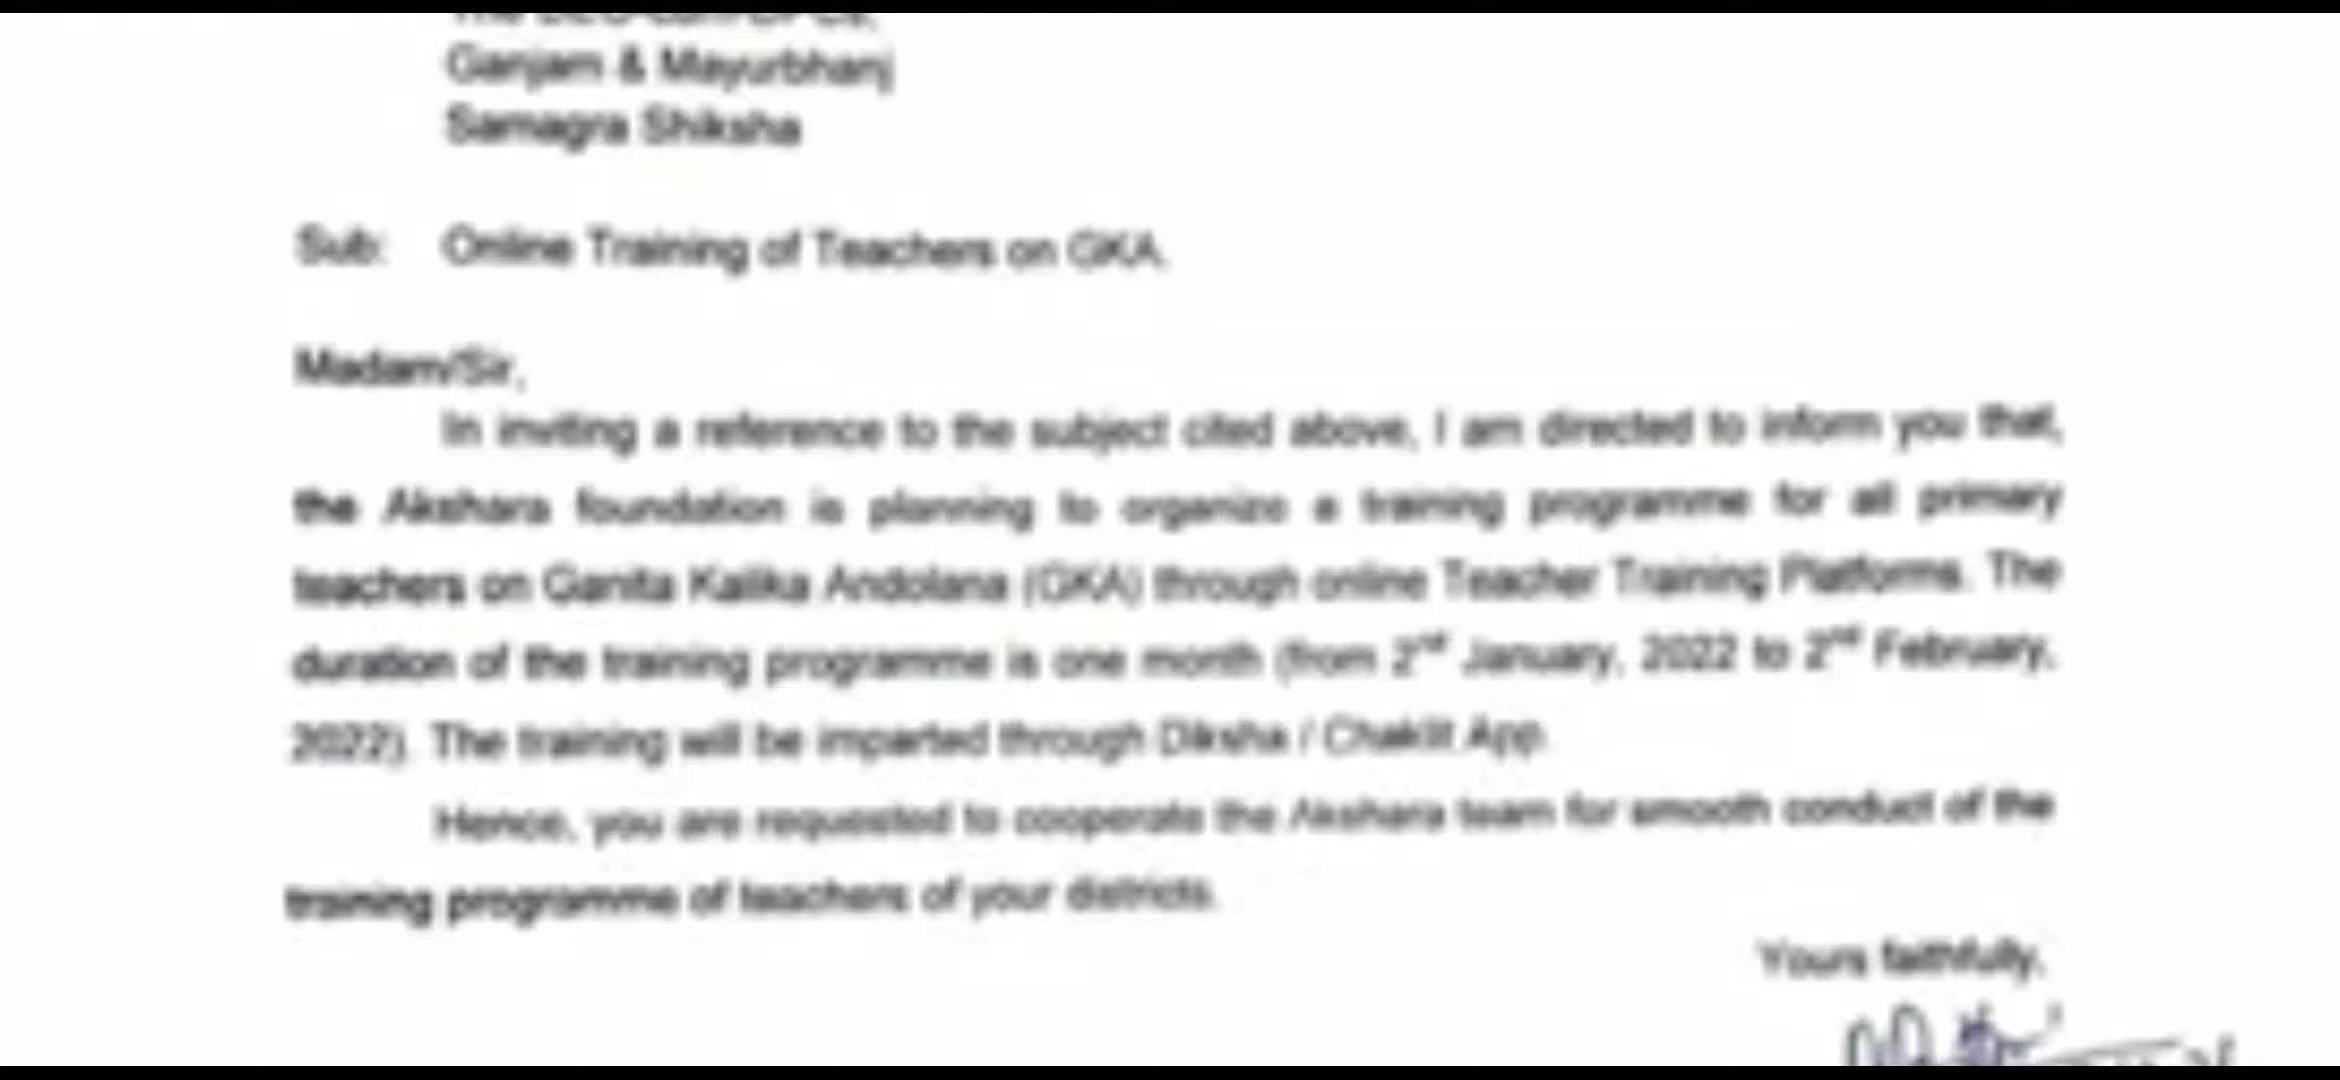 The DEO-cum-DPCs,
Ganjam & Mayurbhanj
Samagra Shiksha
Sub: Online Training of Teachers on GKA.
Madam/Sir,
In inviting a reference to the subject cited above, I am directed to inform you that,
the Akshara foundation is planning to organize a training programme for all primary
teachers on Ganita Kalika Andolana (GKA) through online Teacher Training Platforms. The
duration of the training programme is one month (from 2nd January, 2022 to 2nd February,
2022). The training will be imparted through Diksha / Chaklit App.
Hence, you are requested to cooperate the Akshara team for smooth conduct of the
training programme of teachers of your districts.
Yours faithfully,